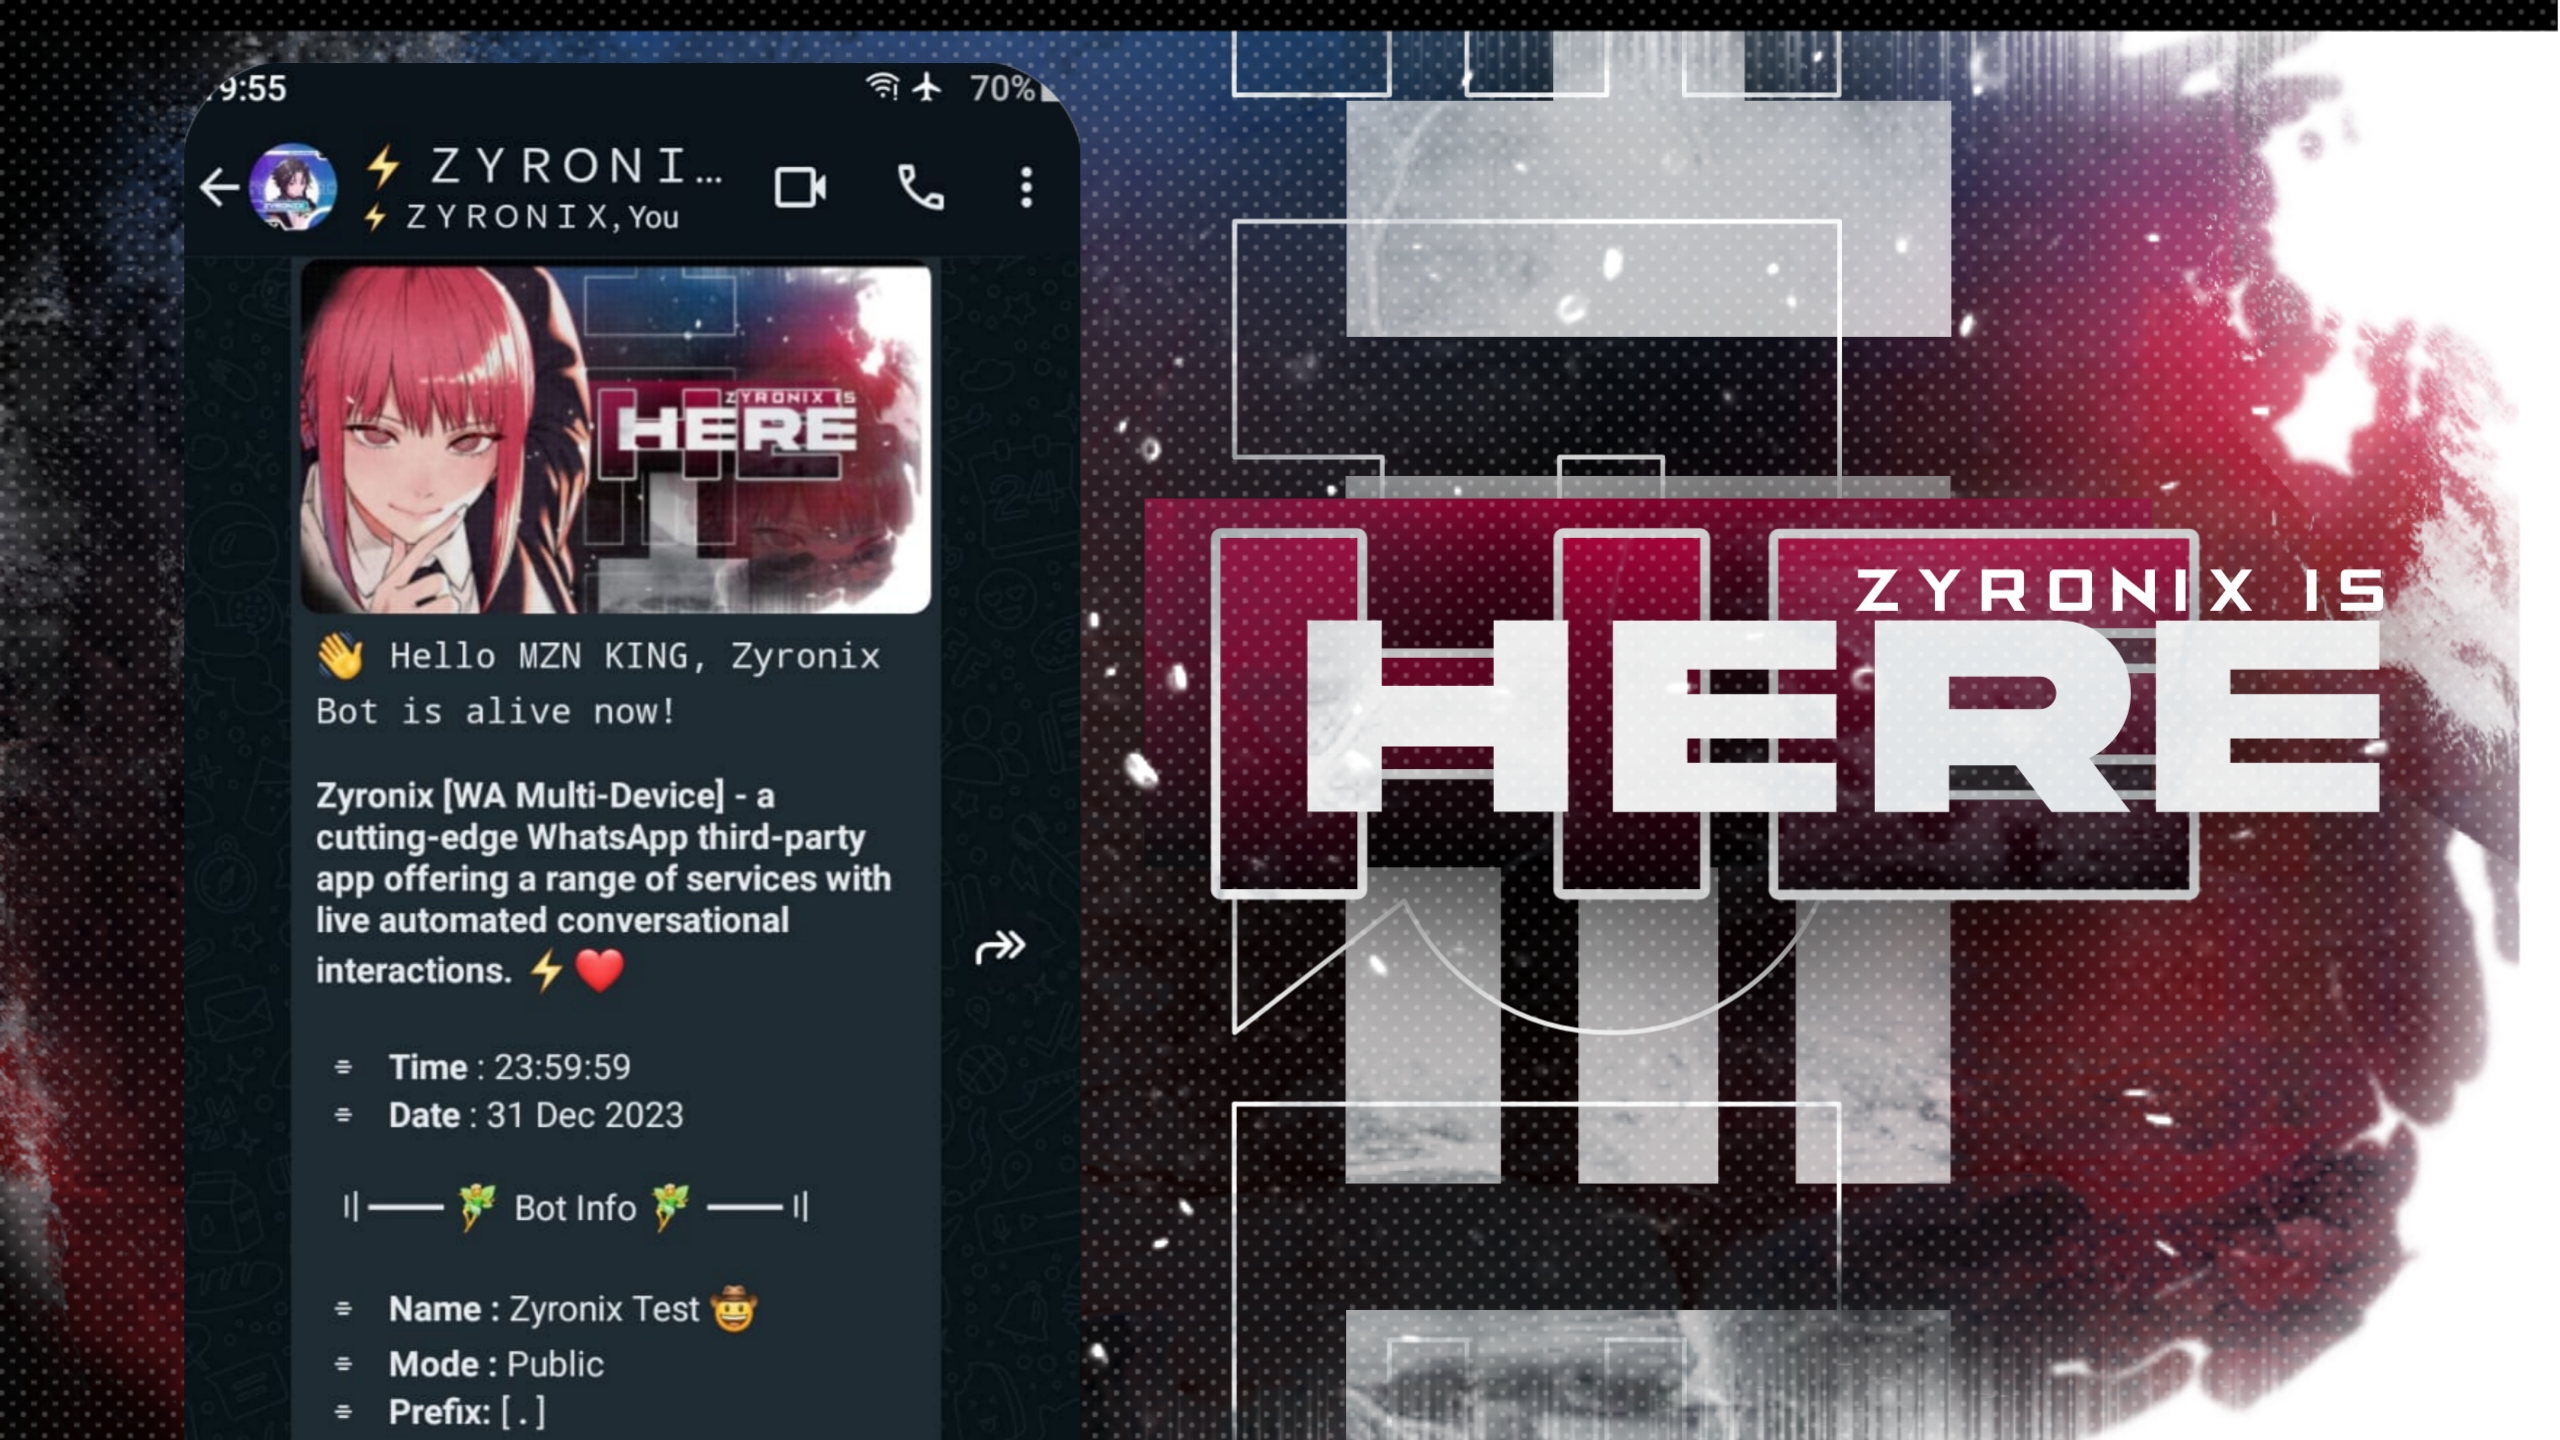 9:55
70%
⚡ ZYRONI...
⚡ ZYRONIX, You
ZYRONIX IS
HERE
👋 Hello MZN KING, Zyronix
Bot is alive now!
Zyronix [WA Multi-Device] - a
cutting-edge WhatsApp third-party
app offering a range of services with
live automated conversational
interactions. ⚡❤️
= Time : 23:59:59
= Date : 31 Dec 2023
||── 🧚 Bot Info 🧚 ──||
= Name : Zyronix Test 🤠
= Mode : Public
= Prefix: [ . ]
ZYRONIX IS
HERE